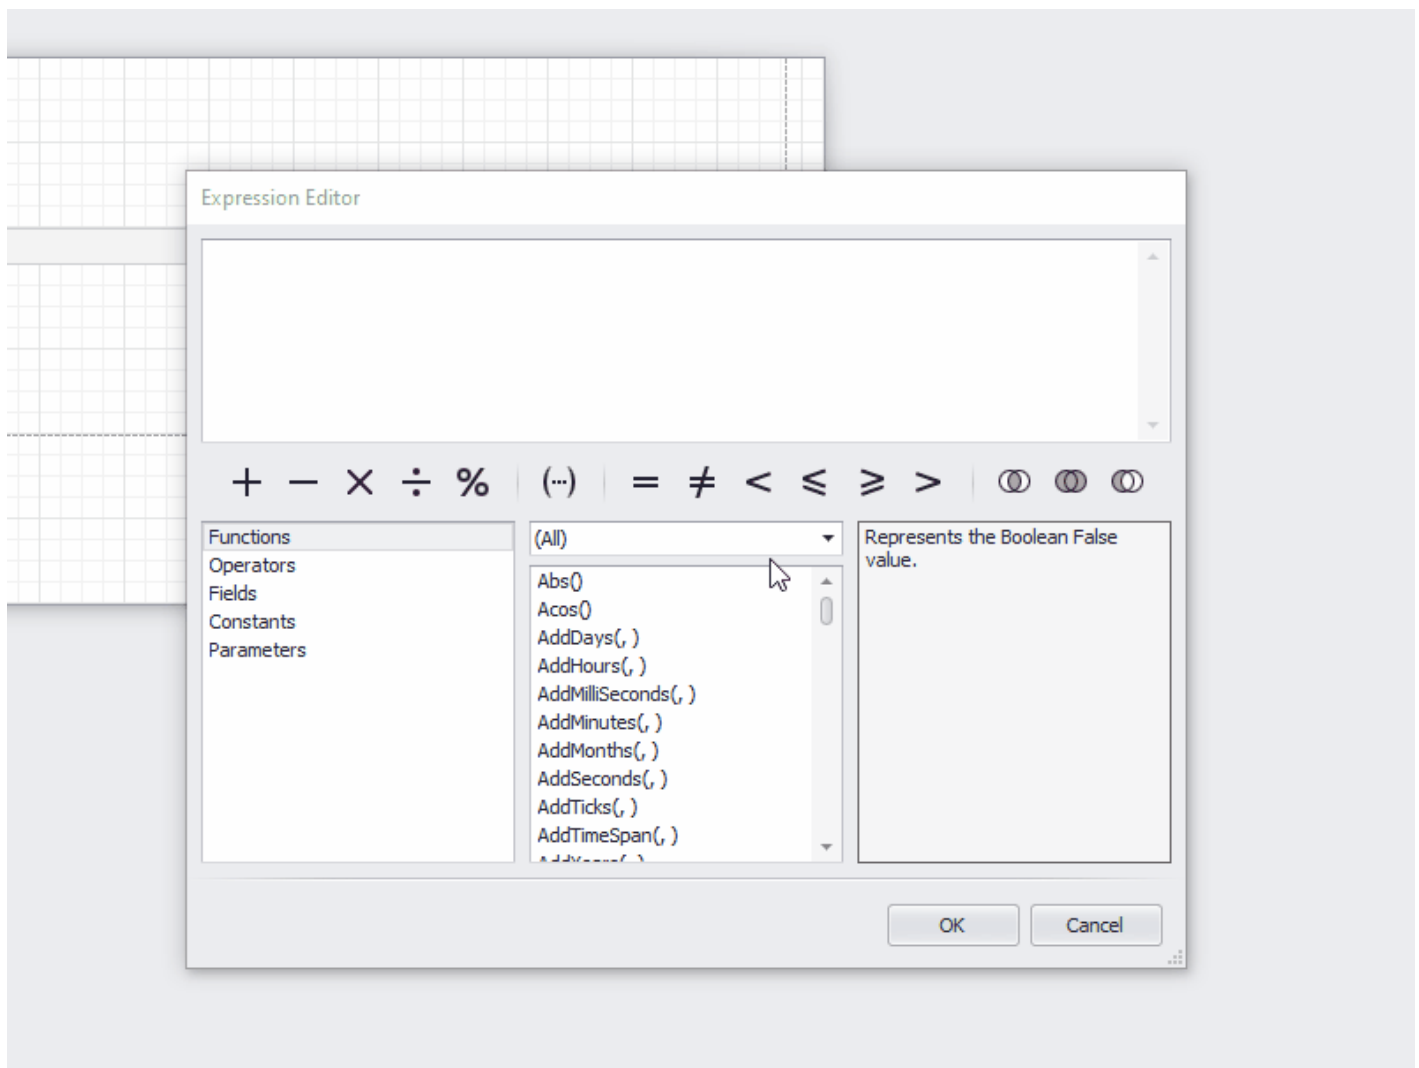 Expression Editor
+ − × ÷ % (···) = ≠ < ⩽ ⩾ >
Functions
Operators
Fields
Constants
Parameters
(All)
Abs()
Acos()
AddDays(, )
AddHours(, )
AddMilliSeconds(, )
AddMinutes(, )
AddMonths(, )
AddSeconds(, )
AddTicks(, )
AddTimeSpan(, )
Represents the Boolean False
value.
OK
Cancel